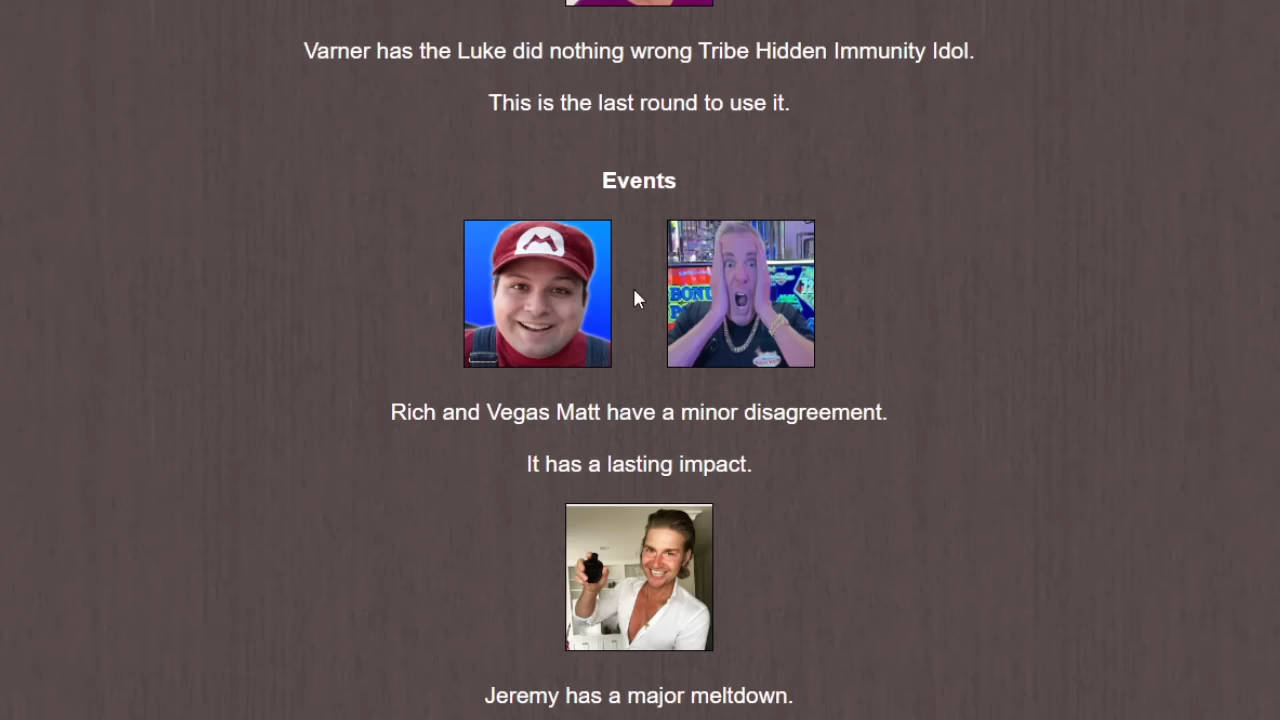 Varner has the Luke did nothing wrong Tribe Hidden Immunity Idol.
This is the last round to use it.
Events
M
BONU
P
Rich and Vegas Matt have a minor disagreement.
It has a lasting impact.
Jeremy has a major meltdown.